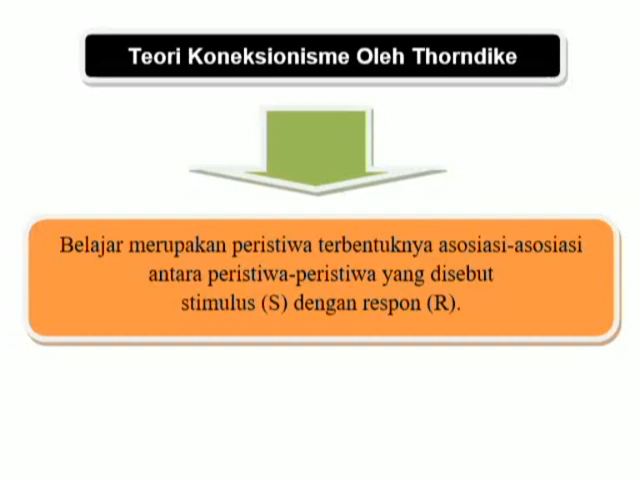 Teori Koneksionisme Oleh Thorndike
Belajar merupakan peristiwa terbentuknya asosiasi-asosiasi
antara peristiwa-peristiwa yang disebut
stimulus (S) dengan respon (R).